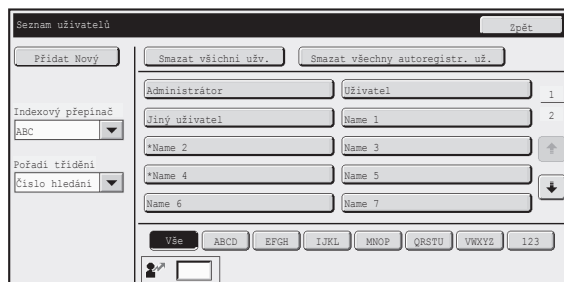 Seznam uživatelů
Zpět
Přidat Nový
Smazat všichni užv.
Smazat všechny autoregistr. už.
Administrátor
Uživatel
1
Indexový přepínač
Jiný uživatel
Name 1
2
ABC
*Name 2
Name 3
Pořadí třídění
*Name 4
Name 5
Číslo hledání
Name 6
Name 7
Vše
ABCD
EFGH
IJKL
MNOP
QRSTU
VWXYZ
123